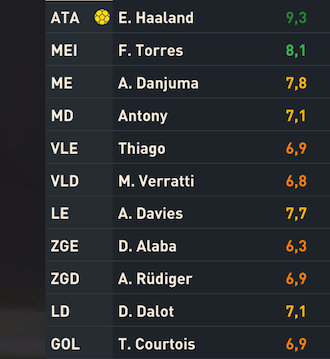 ATA E. Haaland 9,3
MEI F. Torres 8,1
ME A. Danjuma 7,8
MD Antony 7,1
VLE Thiago 6,9
VLD M. Verratti 6,8
LE A. Davies 7,7
ZGE D. Alaba 6,3
ZGD A. Rüdiger 6,9
LD D. Dalot 7,1
GOL T. Courtois 6,9